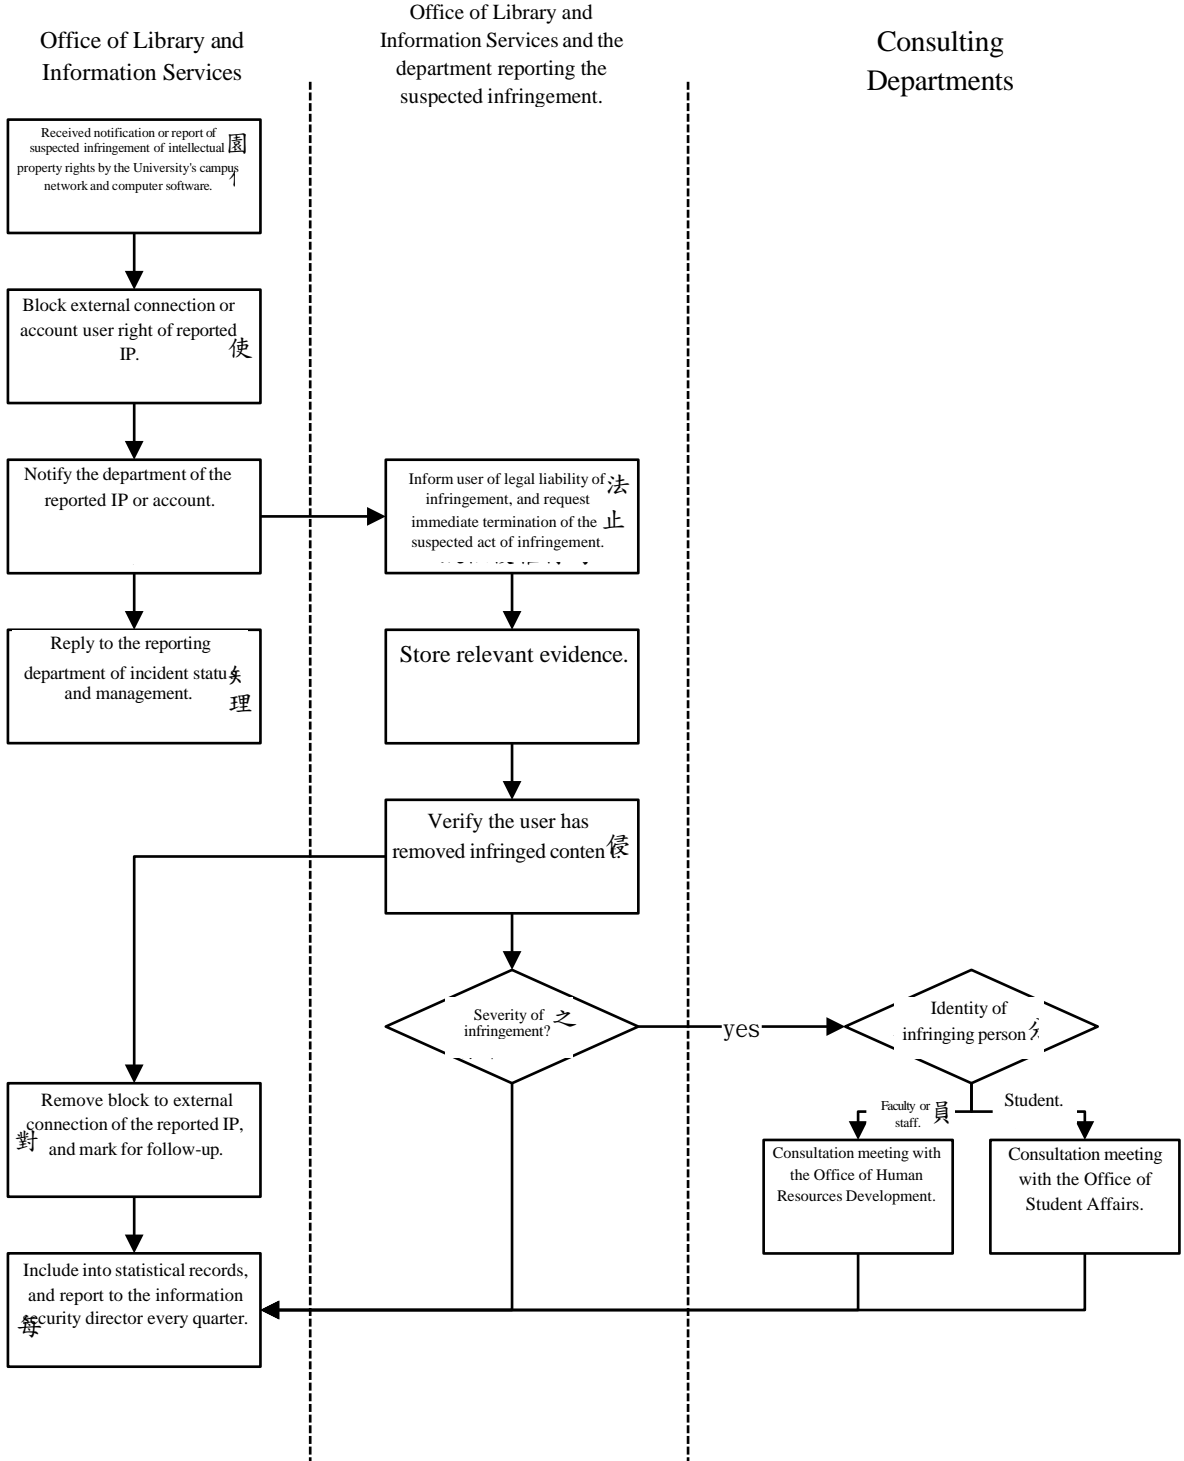 Office of Library and
Information Services
Office of Library and
Information Services and the
department reporting the
suspected infringement.
Consulting
Departments
Received notification or report of
suspected infringement of intellectual 園
property rights by the University's campus
network and computer software.
Block external connection or
account user right of reported
IP. 使
Notify the department of the
reported IP or account.
Inform user of legal liability of 法
infringement, and request
immediate termination of the 止
suspected act of infringement.
Reply to the reporting
department of incident status
and management. 理
Store relevant evidence.
Verify the user has
removed infringed content. 侵
Severity of 之
infringement?
yes
Identity of
infringing person
Faculty or 員
staff.
Student.
Remove block to external
connection of the reported IP,
對 and mark for follow-up.
Consultation meeting with
the Office of Human
Resources Development.
Consultation meeting
with the Office of
Student Affairs.
Include into statistical records,
and report to the information
security director every quarter.
每